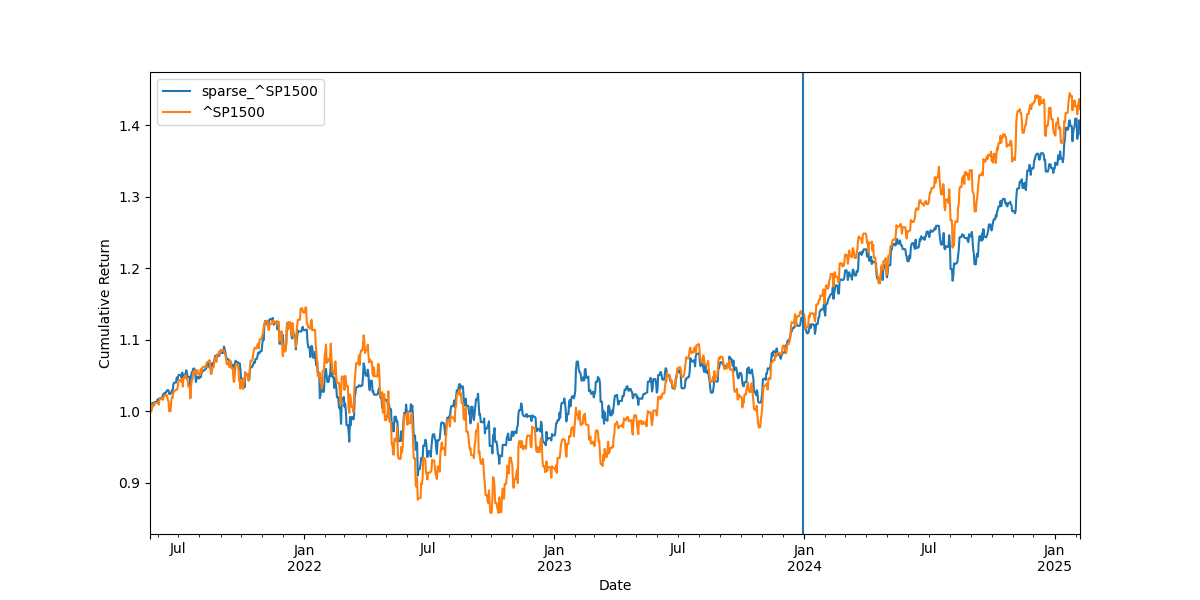 sparse_^SP1500
^SP1500
Cumulative Return
1.4
1.3
1.2
1.1
1.0
0.9
Jul
Jan
2022
Jul
Jan
2023
Jul
Jan
2024
Jul
Jan
2025
Date